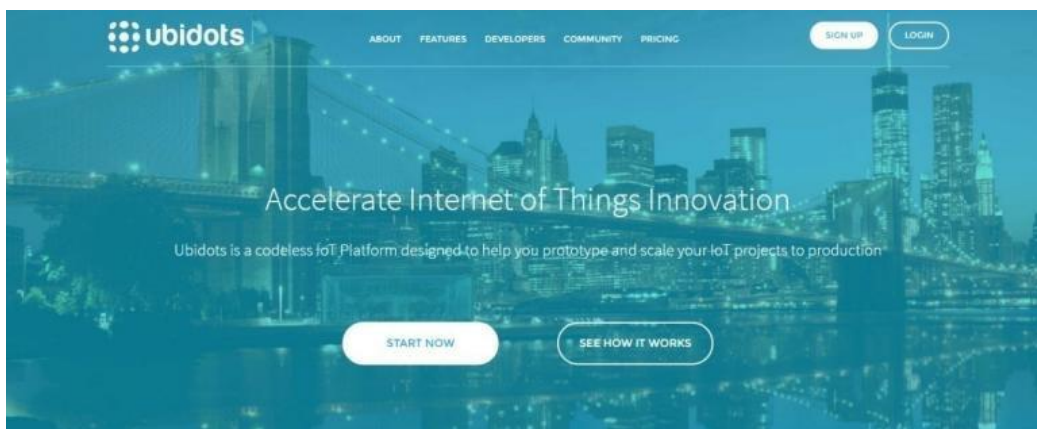 ubidots
ABOUT FEATURES DEVELOPERS COMMUNITY PRICING
SIGN UP LOGIN
Accelerate Internet of Things Innovation
Ubidots is a codeless IoT Platform designed to help you prototype and scale your IoT projects to production
START NOW SEE HOW IT WORKS